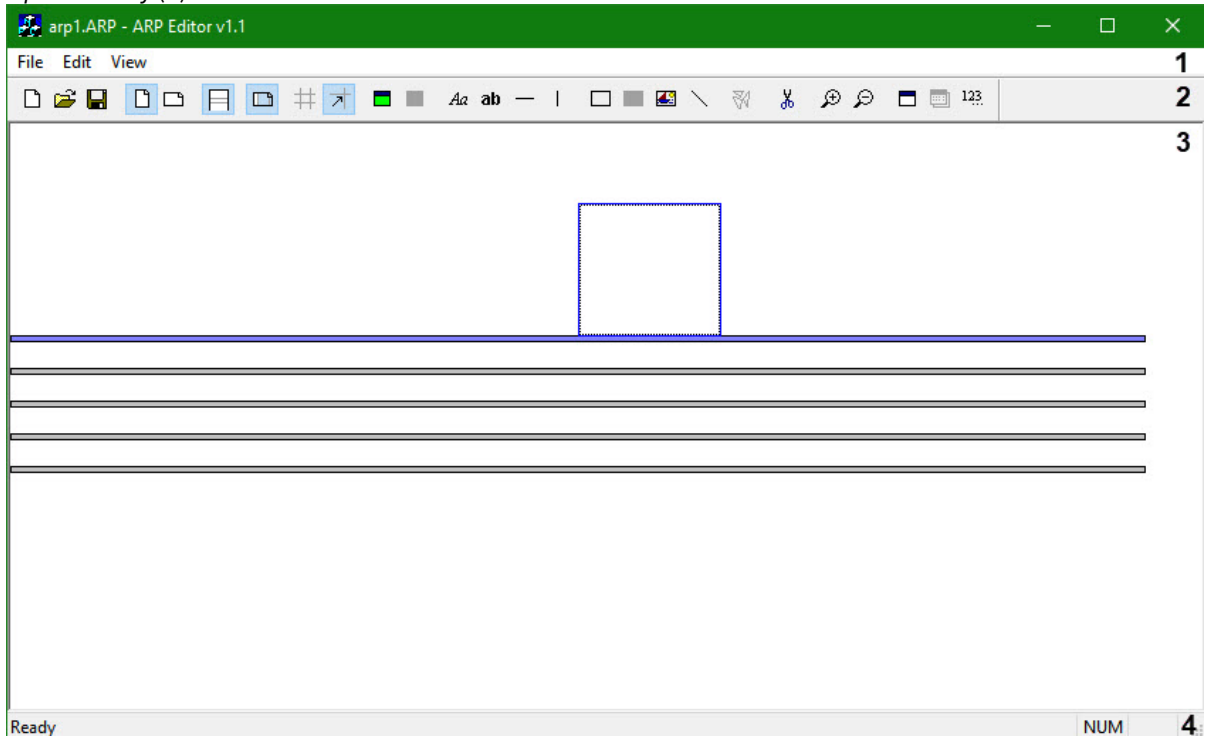 arp1.ARP - ARP Editor v1.1
File Edit View 1
Aa ab 123 2
3
Ready NUM 4